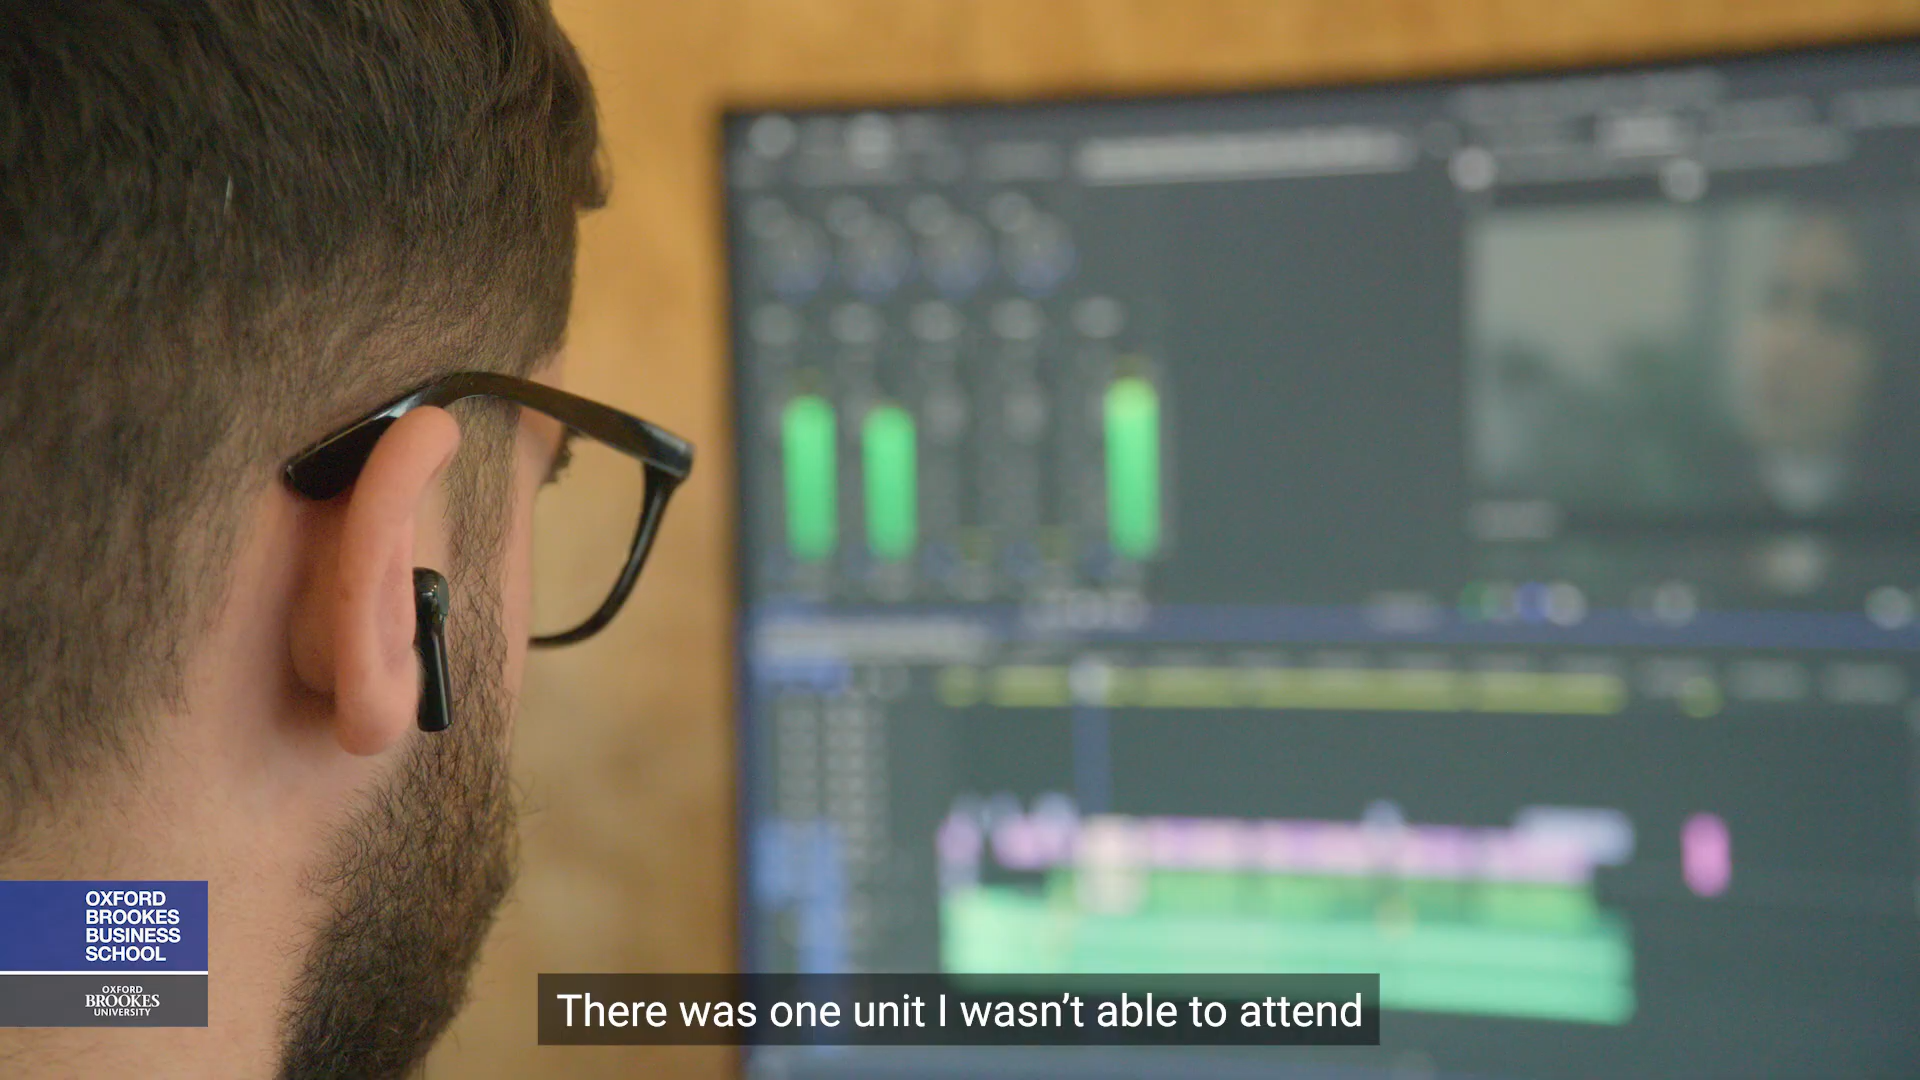 OXFORD
BROOKES
BUSINESS
SCHOOL
OXFORD
BROOKES
UNIVERSITY
There was one unit I wasn't able to attend